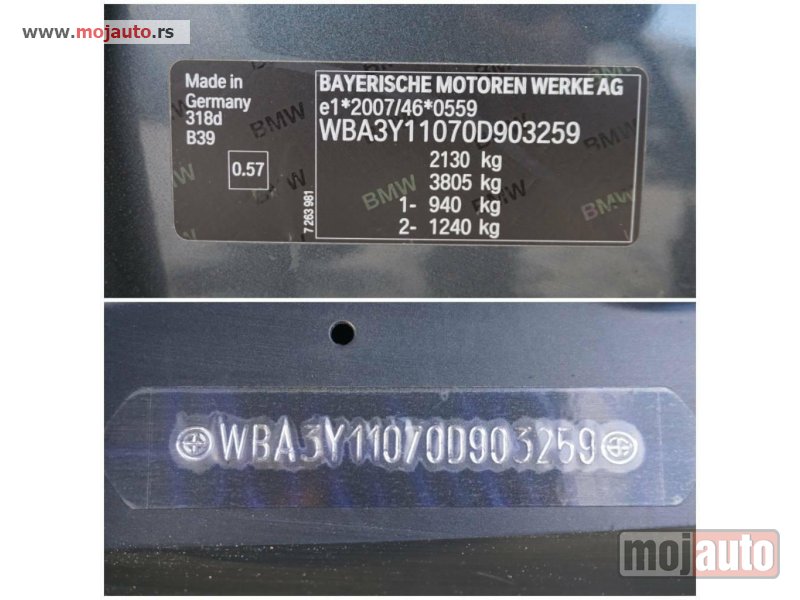 www.mojauto.rs
Made in
Germany
318d
B39
0.57
7 263 981
BAYERISCHE MOTOREN WERKE AG
e1*2007/46*0559
WBA3Y11070D903259
2130 kg
3805 kg
1- 940 kg
2- 1240 kg
BMW
BMW
BMW
BMW
WBA3Y11070D903259
mojauto